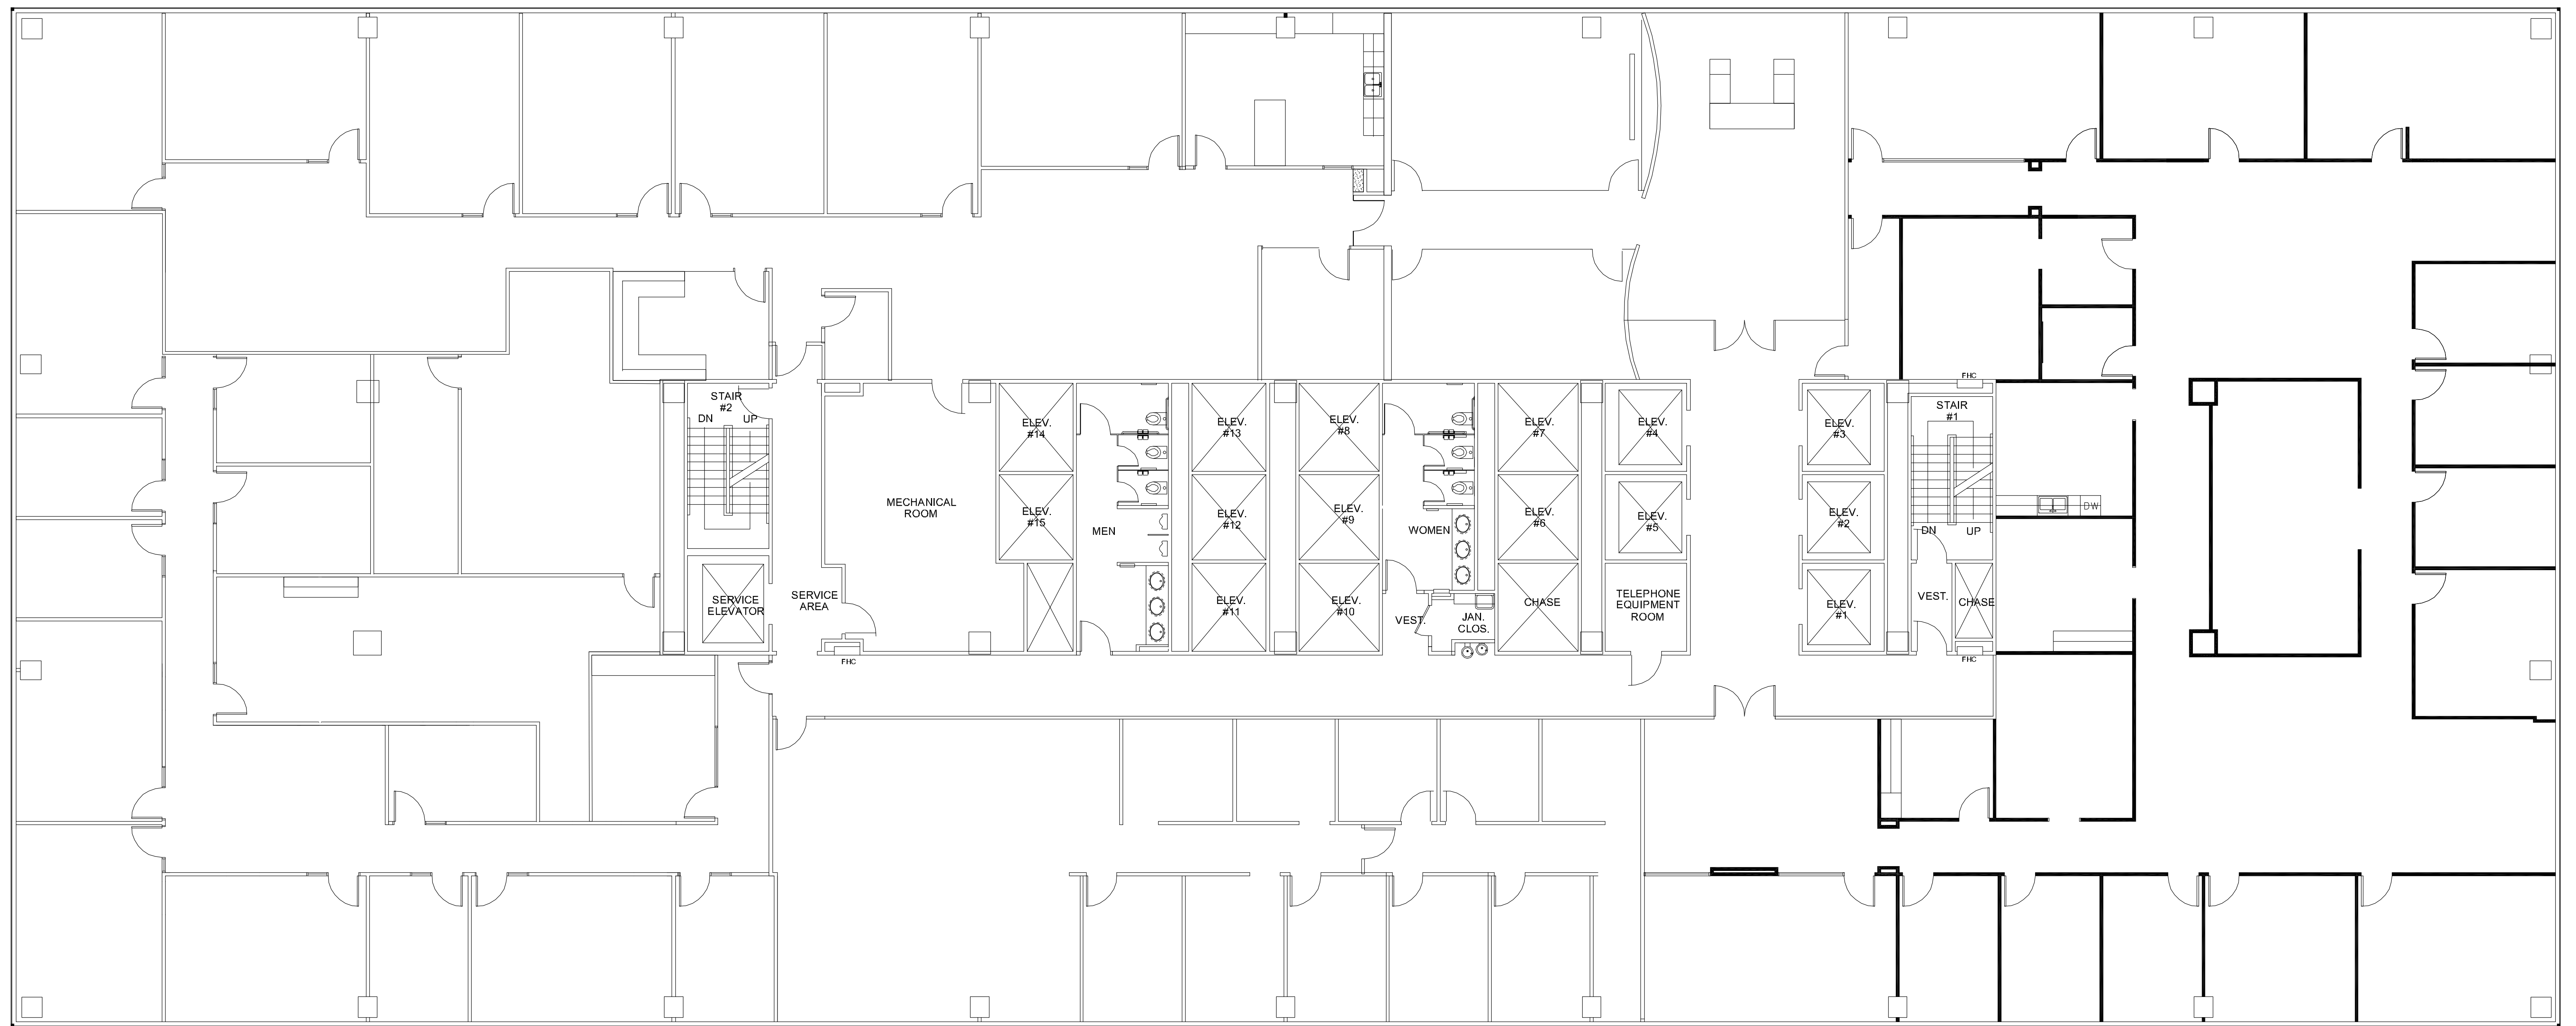 FHC
STAIR
#2
DN
UP
ELEV.
#14
ELEV.
#13
ELEV.
#8
ELEV.
#7
ELEV.
#4
ELEV.
#3
STAIR
#1
MECHANICAL
ROOM
ELEV.
#15
MEN
ELEV.
#12
ELEV.
#9
WOMEN
ELEV.
#6
ELEV.
#5
ELEV.
#2
DN
UP
DW
SERVICE
ELEVATOR
SERVICE
AREA
ELEV.
#11
ELEV.
#10
VEST.
JAN.
CLOS.
CHASE
TELEPHONE
EQUIPMENT
ROOM
ELEV.
#1
VEST.
CHASE
FHC
FHC